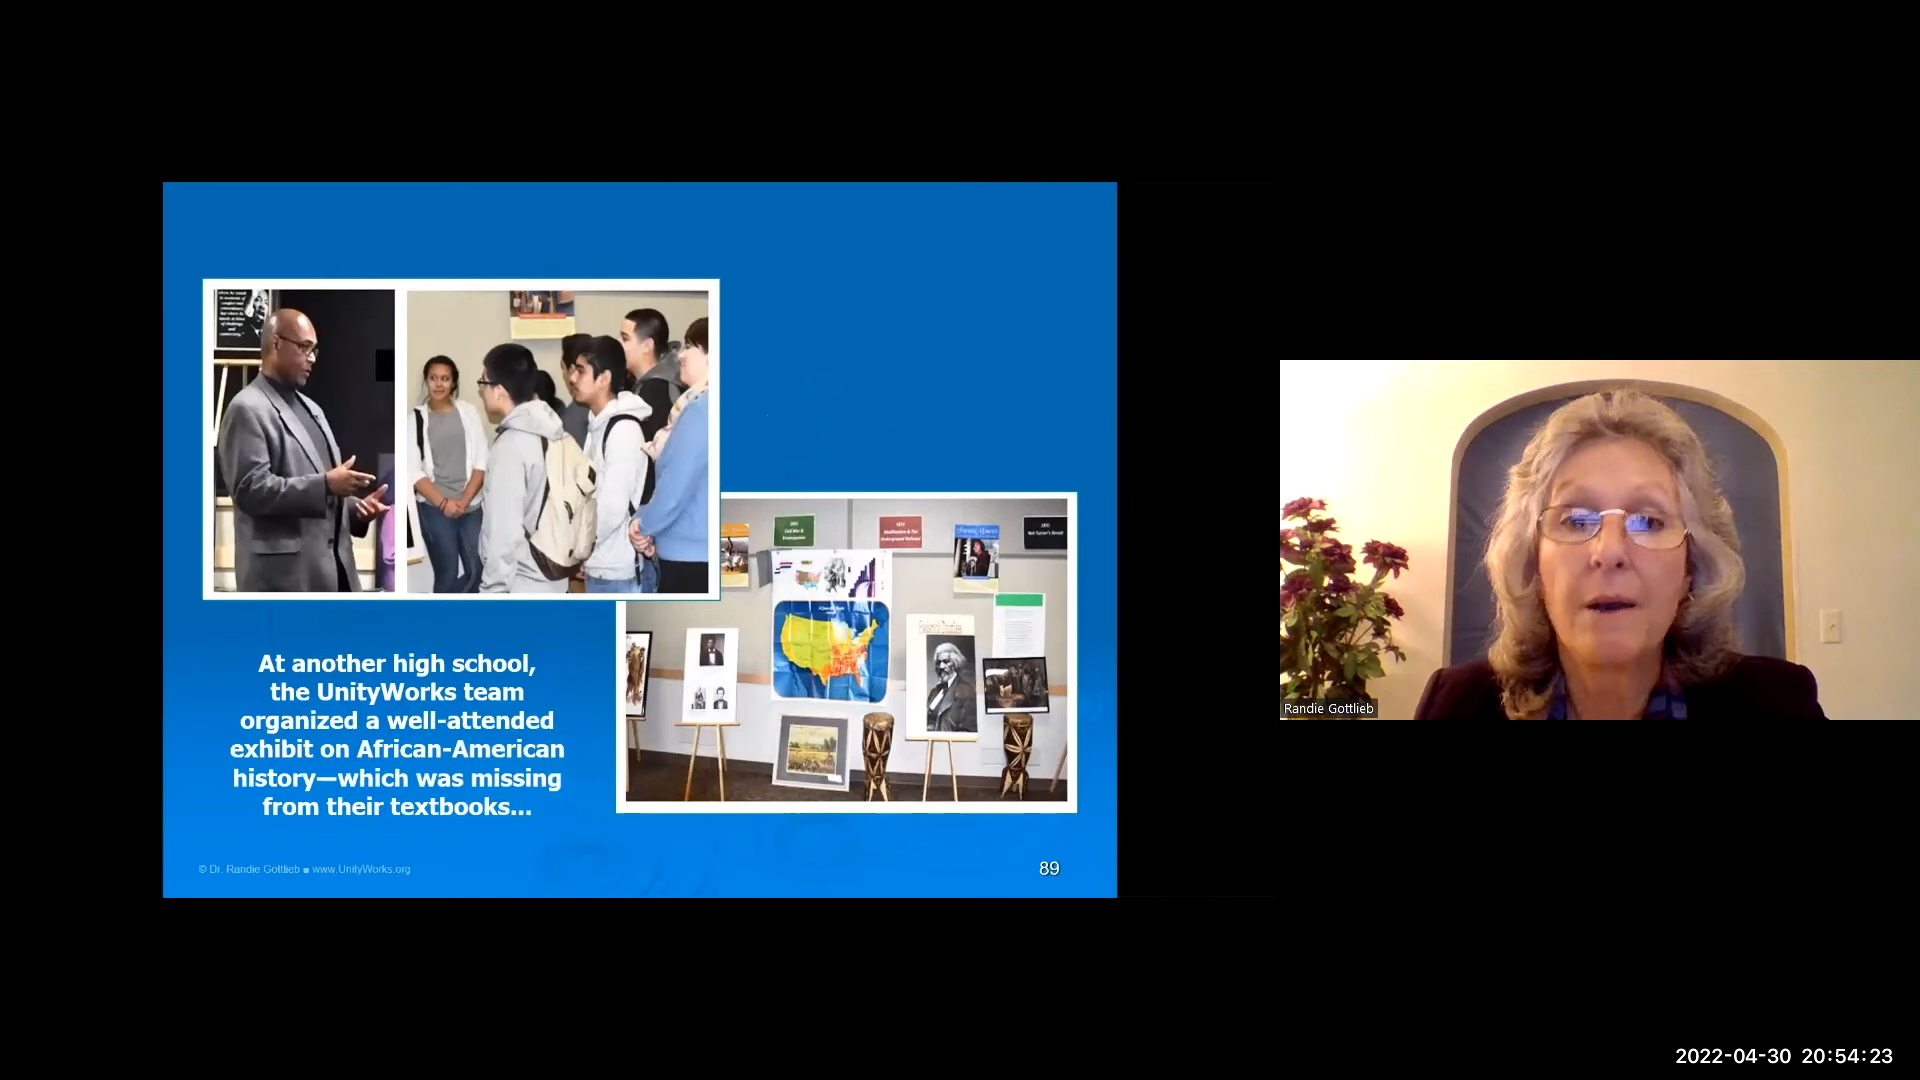 At another high school,
the UnityWorks team
organized a well-attended
exhibit on African-American
history—which was missing
from their textbooks...
© Dr. Randie Gottlieb ■ www.UnityWorks.org
89
Randie Gottlieb
2022-04-30 20:54:23